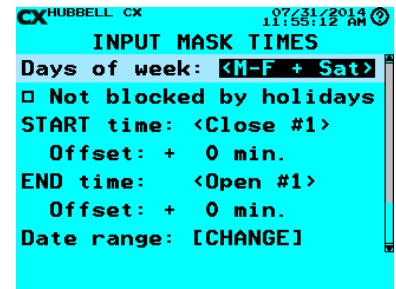 CX HUBBELL CX 07/31/2014 11:55:12 AM ?
INPUT MASK TIMES
Days of week: <M-F + Sat>
□ Not blocked by holidays
START time: <Close #1>
Offset: + 0 min.
END time: <Open #1>
Offset: + 0 min.
Date range: [CHANGE]